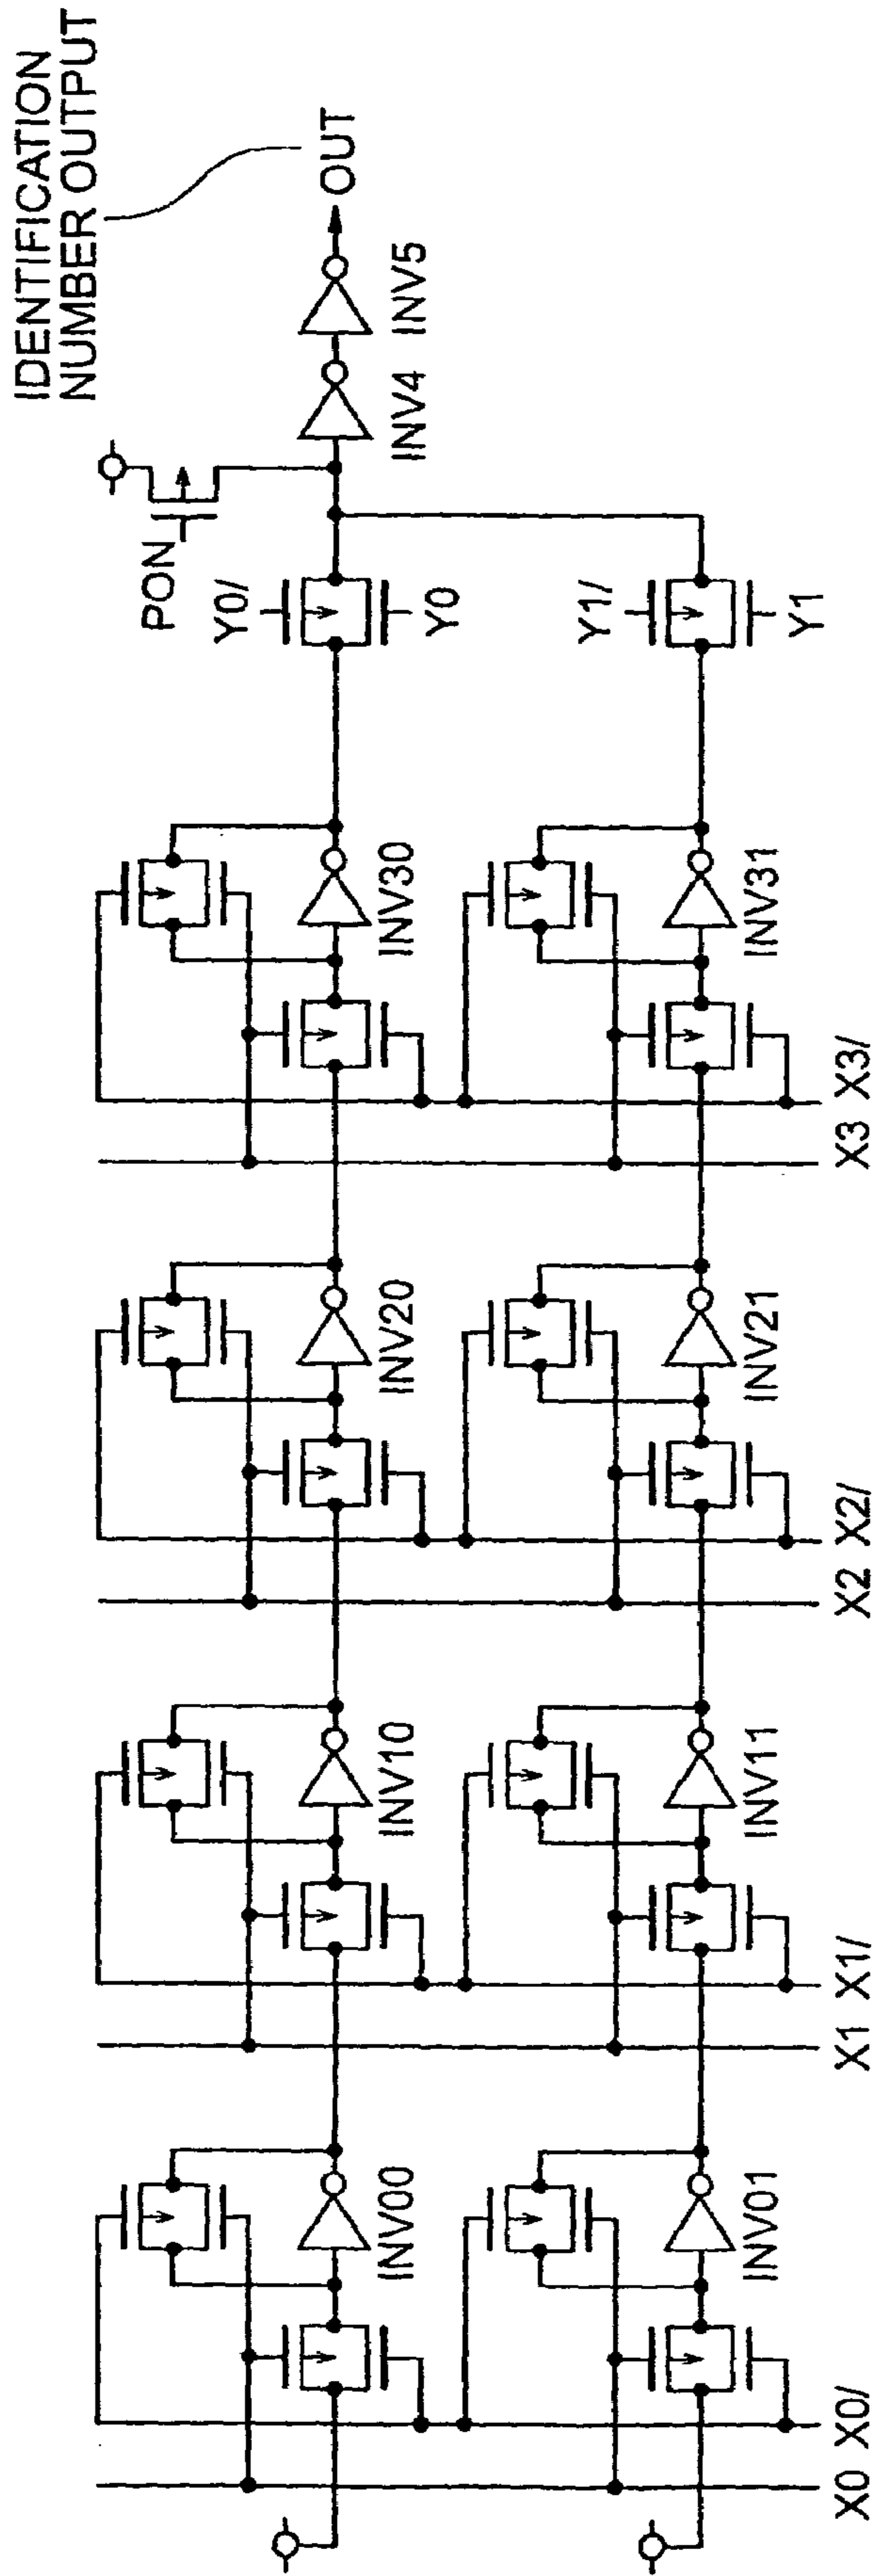 IDENTIFICATION
NUMBER OUTPUT
OUT
INV5
INV4
PON
Y0/
Y0
Y1/
Y1
INV30
INV31
X3 X3/
INV20
INV21
X2 X2/
INV10
INV11
X1 X1/
INV00
INV01
X0 X0/